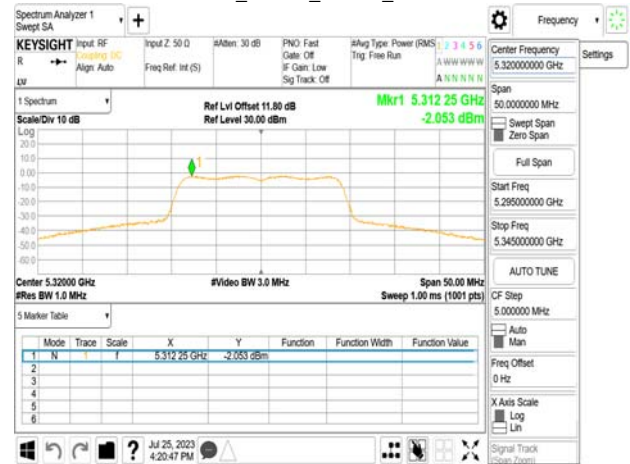 Spectrum Analyzer 1
Swept SA
+
Frequency
KEYSIGHT
Input: RF
Coupling: DC
Align: Auto
Input Z: 50 Ω
Freq Ref: Int (S)
#Atten: 30 dB
PNO: Fast
Gate: Off
IF Gain: Low
Sig Track: Off
#Avg Type: Power (RMS
Trig: Free Run
1 2 3 4 5 6
A WWWWW
A N N N N N
R
Center Frequency
5.320000000 GHz
Settings
Span
50.0000000 MHz
Swept Span
Zero Span
Full Span
Start Freq
5.295000000 GHz
Stop Freq
5.345000000 GHz
AUTO TUNE
CF Step
5.000000 MHz
Auto
Man
Freq Offset
0 Hz
X Axis Scale
Log
Lin
Signal Track
(Span Zoom)
1 Spectrum
Scale/Div 10 dB
Log
Ref Lvl Offset 11.80 dB
Ref Level 30.00 dBm
Mkr1 5.312 25 GHz
-2.053 dBm
20.0
10.0
0.00
-10.0
-20.0
-30.0
-40.0
-50.0
-60.0
1
Center 5.32000 GHz
#Res BW 1.0 MHz
#Video BW 3.0 MHz
Span 50.00 MHz
Sweep 1.00 ms (1001 pts)
5 Marker Table
Mode Trace Scale X Y Function Function Width Function Value
1 N 1 f 5.312 25 GHz -2.053 dBm
2
3
4
5
6
?
Jul 25, 2023
4:20:47 PM